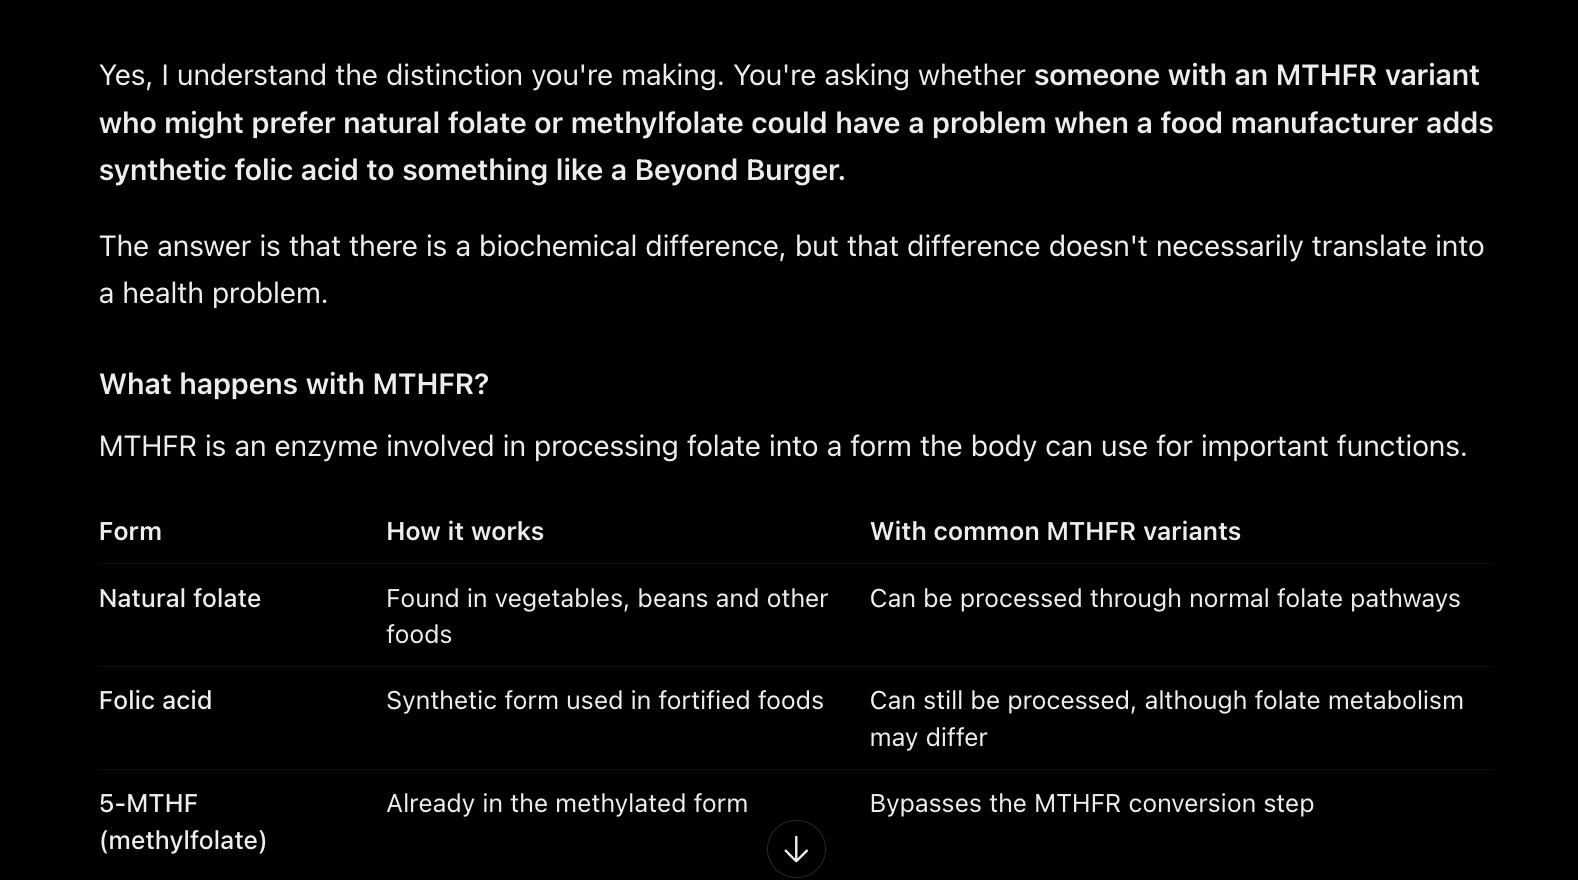 Yes, I understand the distinction you're making. You're asking whether someone with an MTHFR variant
who might prefer natural folate or methylfolate could have a problem when a food manufacturer adds
synthetic folic acid to something like a Beyond Burger.
The answer is that there is a biochemical difference, but that difference doesn't necessarily translate into
a health problem.
What happens with MTHFR?
MTHFR is an enzyme involved in processing folate into a form the body can use for important functions.
Form How it works With common MTHFR variants
Natural folate Found in vegetables, beans and other Can be processed through normal folate pathways
foods
Folic acid Synthetic form used in fortified foods Can still be processed, although folate metabolism
may differ
5-MTHF Already in the methylated form Bypasses the MTHFR conversion step
(methylfolate)